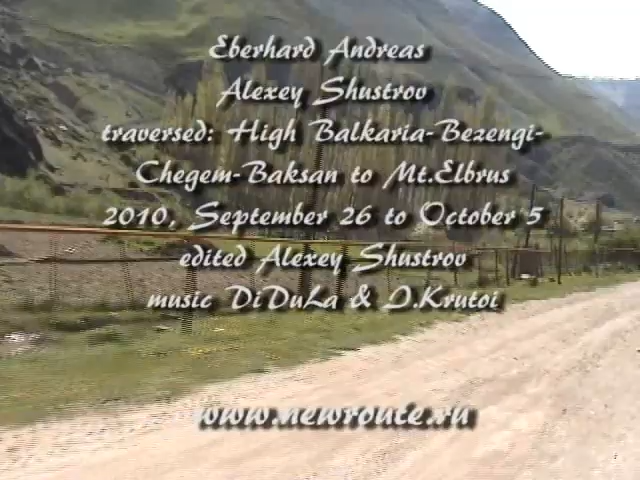 Eberhard Andreas
Alexey Shustrov
traversed: High Balkaria-Bezengi-
Chegem-Baksan to Mt.Elbrus
2010, September 26 to October 5
edited Alexey Shustrov
music DiDuLa & I.Krutoi
www.newroute.ru